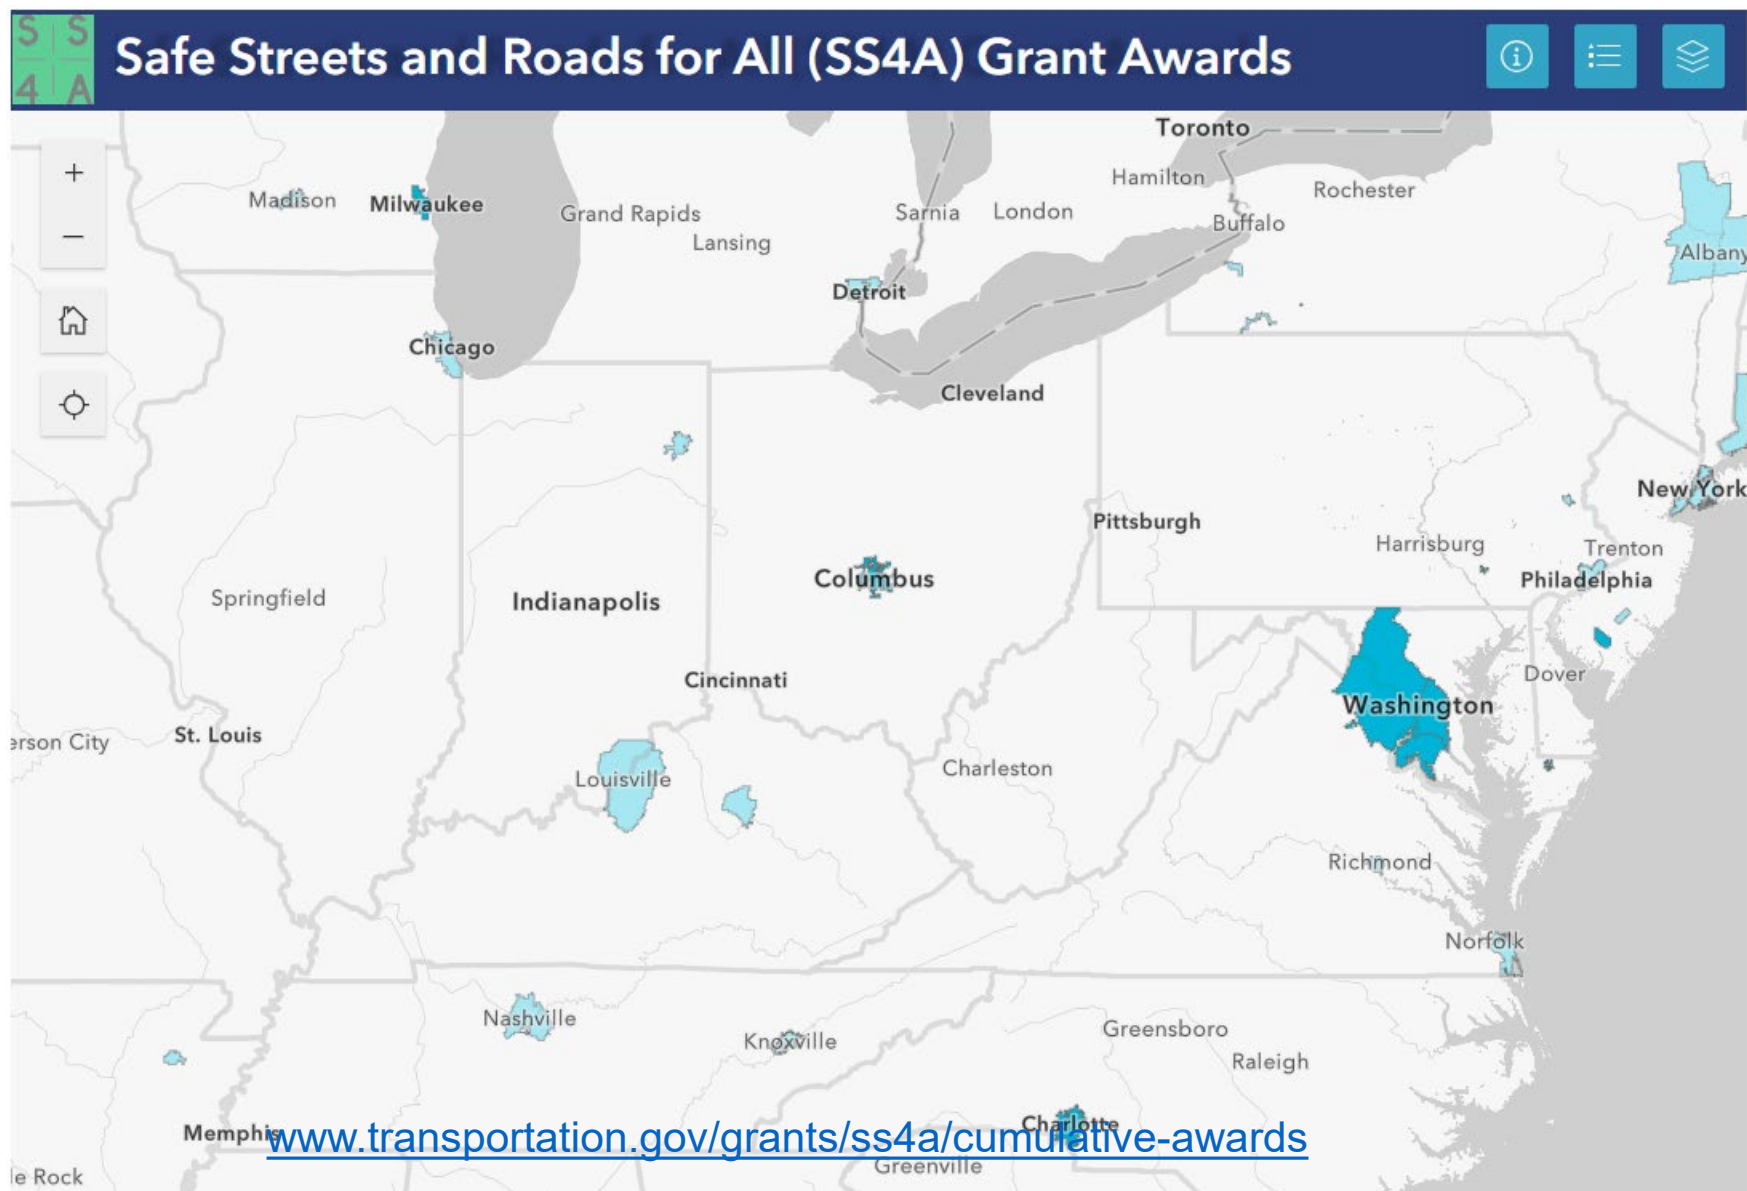 S S
4 A
Safe Streets and Roads for All (SS4A) Grant Awards
Toronto
Hamilton
Rochester
Madison
Milwaukee
Grand Rapids
Sarnia
London
Buffalo
Lansing
Albany
Detroit
Chicago
Cleveland
New York
Pittsburgh
Harrisburg
Trenton
Columbus
Philadelphia
Springfield
Indianapolis
Cincinnati
Dover
Washington
erson City
St. Louis
Louisville
Charleston
Richmond
Norfolk
Nashville
Knoxville
Greensboro
Raleigh
Charlotte
Memphis
www.transportation.gov/grants/ss4a/cumulative-awards
Greenville
le Rock